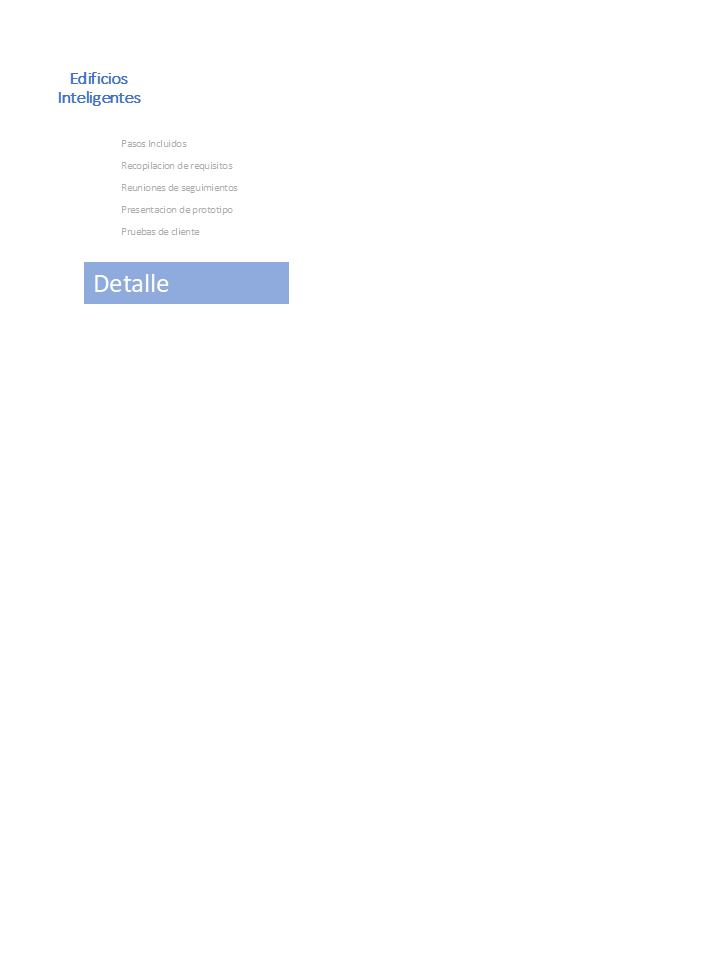 Edificios
Inteligentes
Pasos Incluidos
Recopilacion de requisitos
Reuniones de seguimientos
Presentacion de prototipo
Pruebas de cliente
Detalle